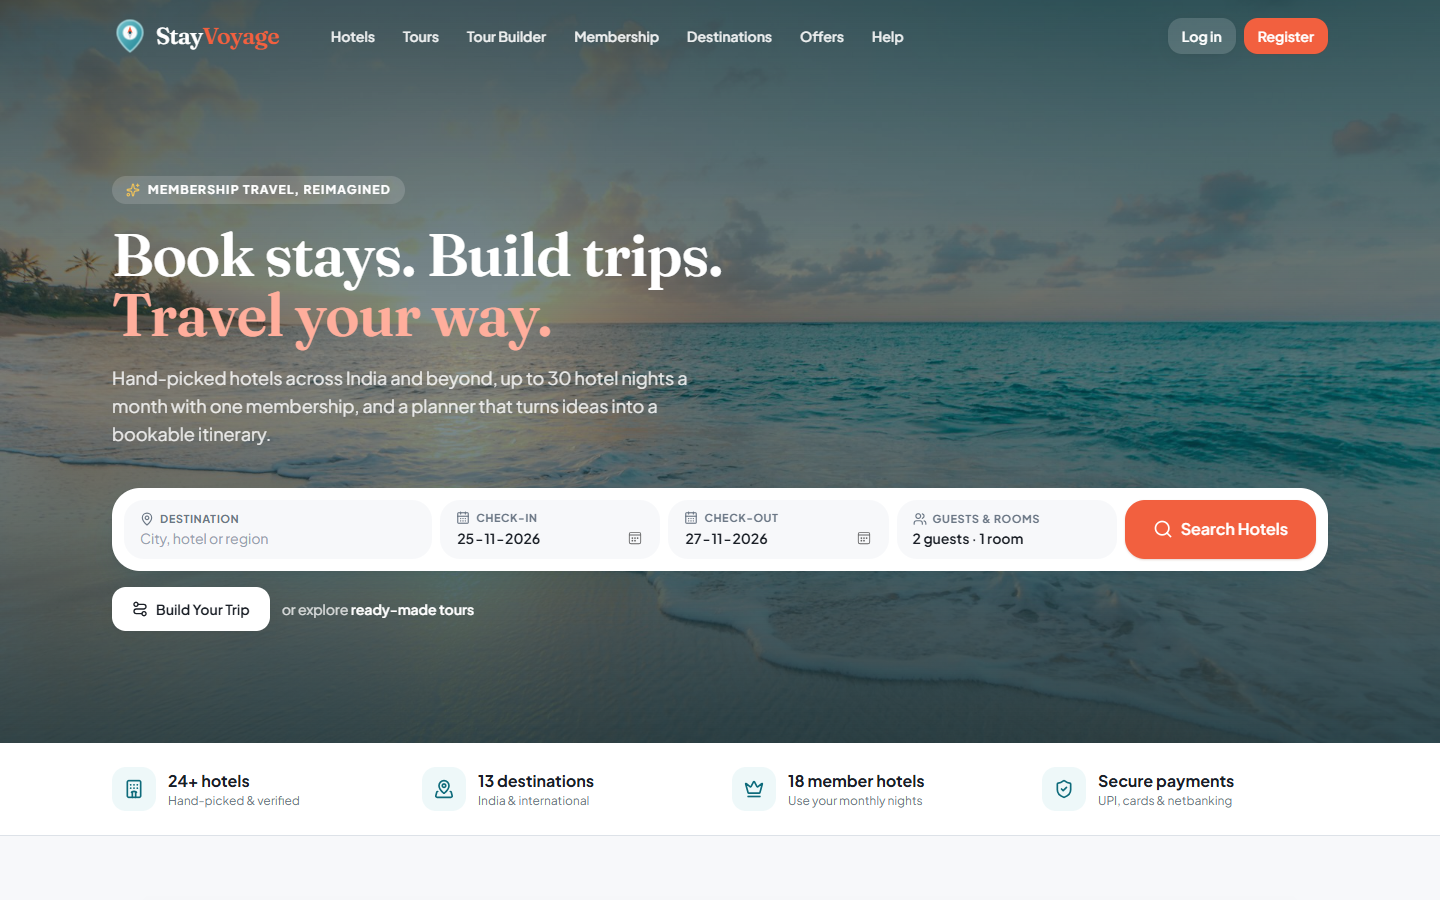 StayVoyage
Hotels
Tours
Tour Builder
Membership
Destinations
Offers
Help
Log in
Register
MEMBERSHIP TRAVEL, REIMAGINED
Book stays. Build trips.
Travel your way.
Hand-picked hotels across India and beyond, up to 30 hotel nights a
month with one membership, and a planner that turns ideas into a
bookable itinerary.
DESTINATION
City, hotel or region
CHECK-IN
25-11-2026
CHECK-OUT
27-11-2026
GUESTS & ROOMS
2 guests · 1 room
Search Hotels
Build Your Trip
or explore ready-made tours
24+ hotels
Hand-picked & verified
13 destinations
India & international
18 member hotels
Use your monthly nights
Secure payments
UPI, cards & netbanking